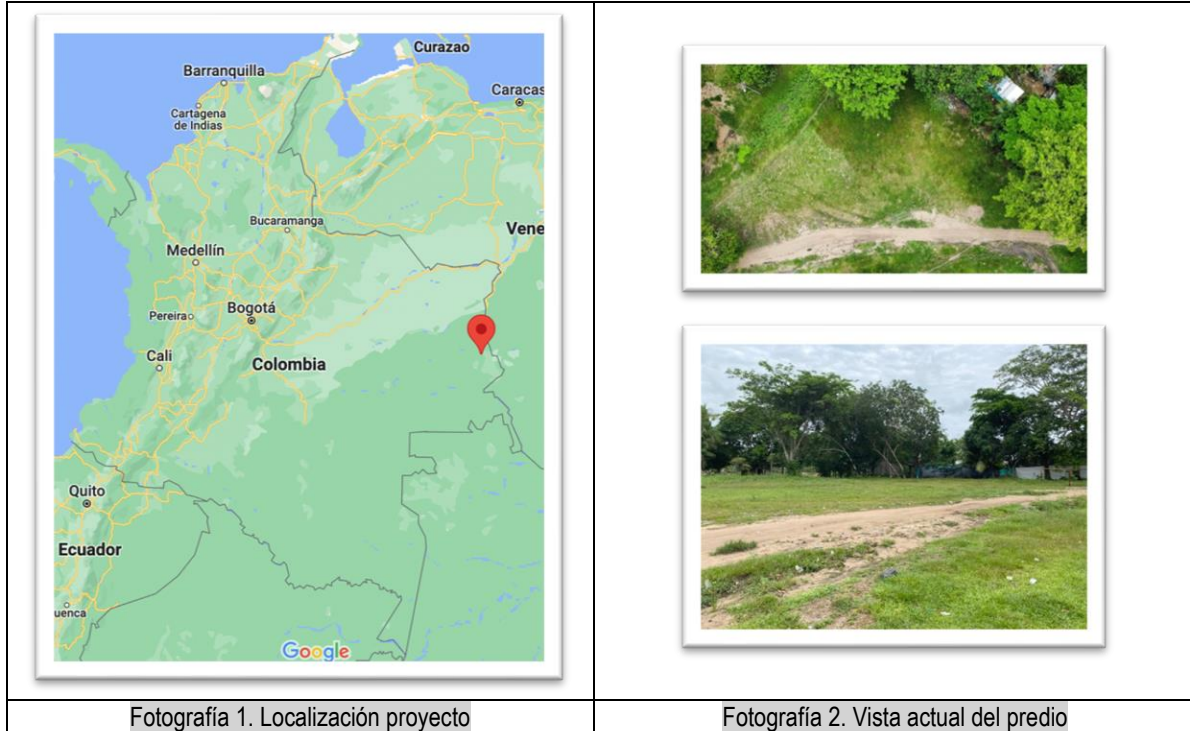 Curazao
Barranquilla
Caracas
Cartagena
de Indias
Bucaramanga
Vene
Medellín
Bogotá
Pereira
Cali
Colombia
Quito
Ecuador
uenca
Google
Fotografía 1. Localización proyecto
Fotografía 2. Vista actual del predio